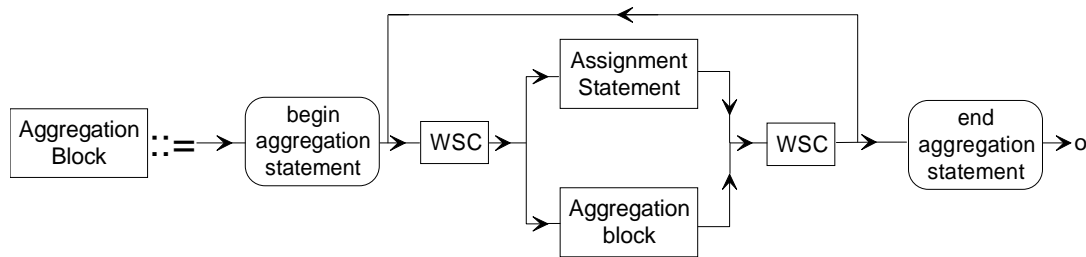 Aggregation
Block
::=
begin
aggregation
statement
WSC
Assignment
Statement
Aggregation
block
WSC
end
aggregation
statement
o